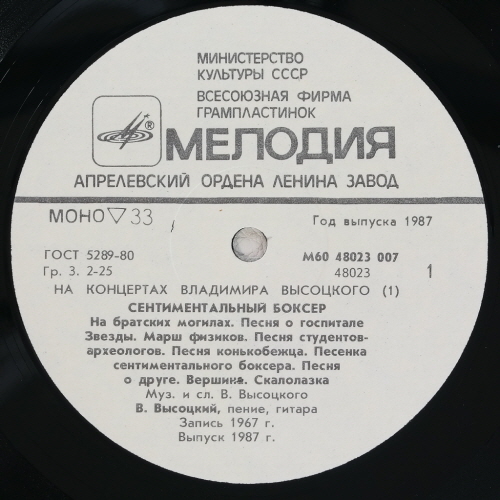 МИНИСТЕРСТВО
КУЛЬТУРЫ СССР
ВСЕСОЮЗНАЯ ФИРМА
ГРАМПЛАСТИНОК
® МЕЛОДИЯ
АПРЕЛЕВСКИЙ ОРДЕНА ЛЕНИНА ЗАВОД
МОНО ▽ 33 Год выпуска 1987
ГОСТ 5289-80 М60 48023 007
Гр. 3. 2-25 48023 1
НА КОНЦЕРТАХ ВЛАДИМИРА ВЫСОЦКОГО (1)
СЕНТИМЕНТАЛЬНЫЙ БОКСЕР
На братских могилах. Песня о госпитале
Звезды. Марш физиков. Песня студентов-
археологов. Песня конькобежца. Песенка
сентиментального боксера. Песня
о друге. Вершина. Скалолазка
Муз. и сл. В. Высоцкого
В. Высоцкий, пение, гитара
Запись 1967 г.
Выпуск 1987 г.